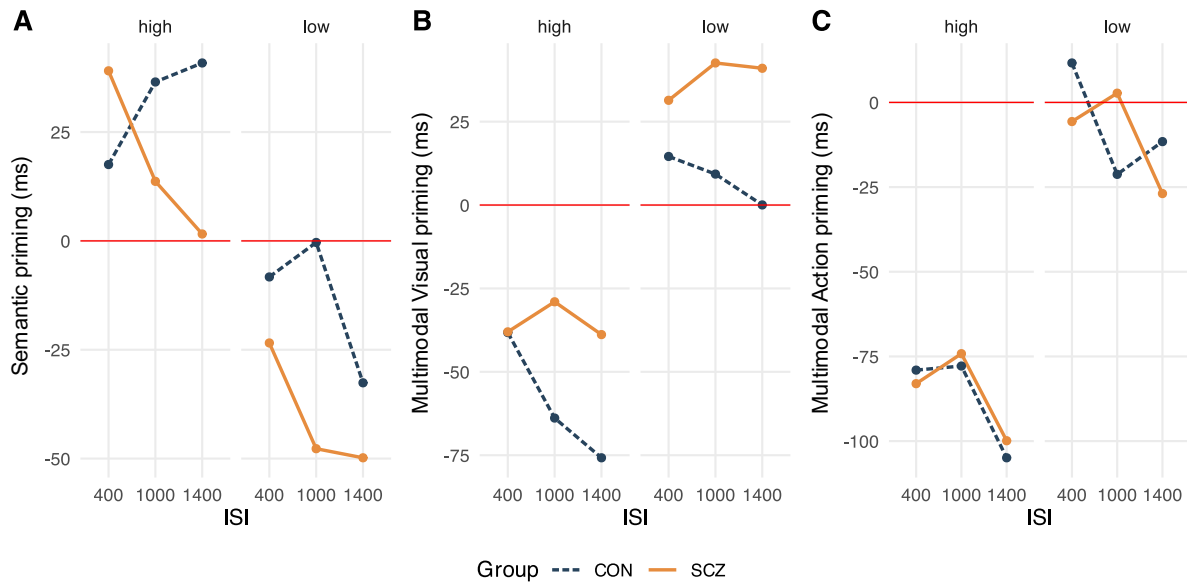 A
high
low
Semantic priming (ms)
25
0
-25
-50
400
1000
1400
400
1000
1400
ISI
B
high
low
Multimodal Visual priming (ms)
25
0
-25
-50
-75
400
1000
1400
400
1000
1400
ISI
C
high
low
Multimodal Action priming (ms)
0
-25
-50
-75
-100
400
1000
1400
400
1000
1400
ISI
Group CON SCZ